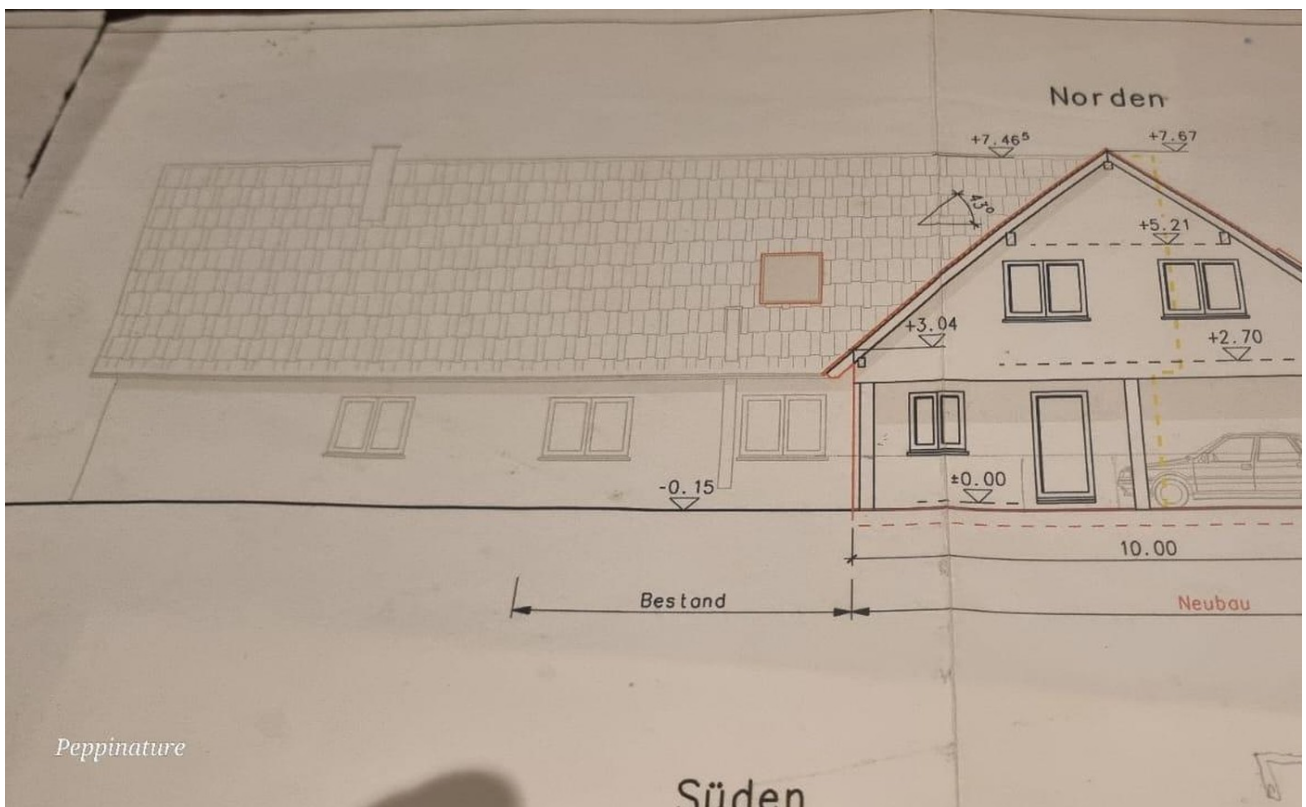 Norden
+7.46⁵
+7.67
43°
+5.21
+3.04
+2.70
-0.15
±0.00
10.00
Bestand
Neubau
Peppinature
Süden